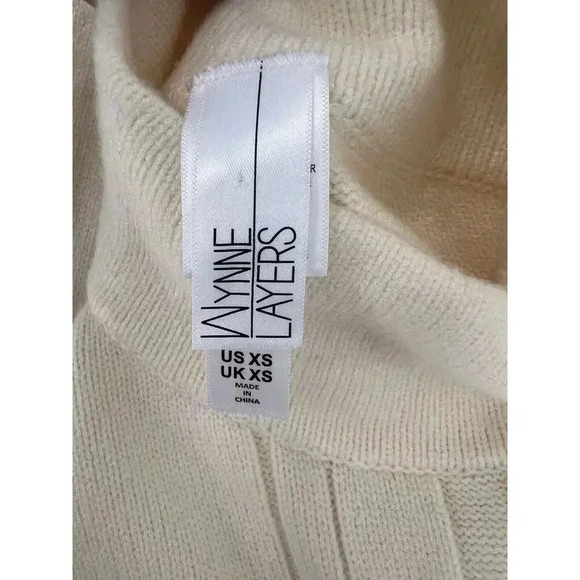 WYNNE
LAYERS
US XS
UK XS
MADE
IN
CHINA
R